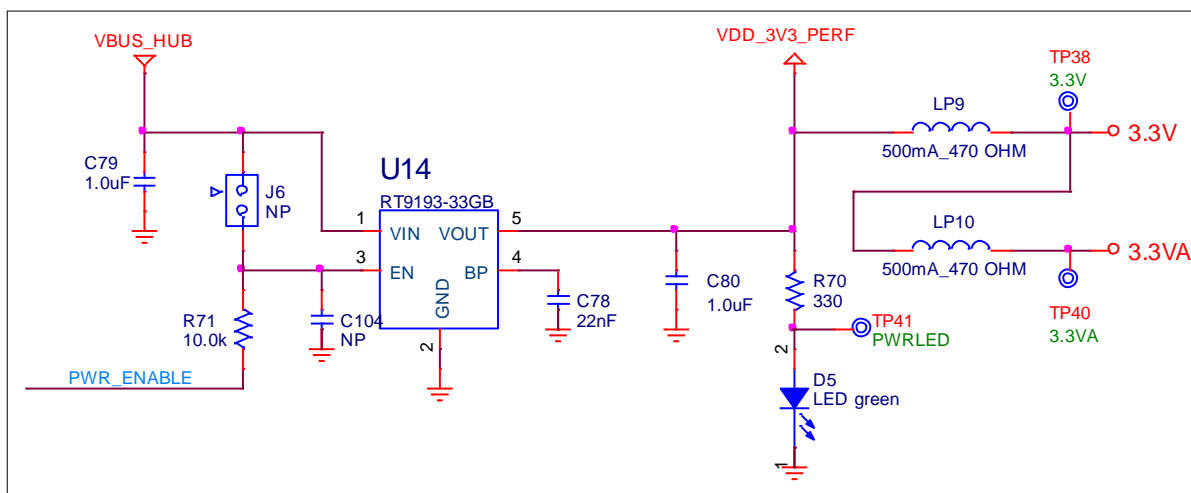 VBUS_HUB
VDD_3V3_PERF
TP38
3.3V
LP9
3.3V
500mA_470 OHM
C79
1.0uF
J6
NP
U14
RT9193-33GB
1
VIN
VOUT
5
3
EN
BP
4
GND
2
C78
22nF
C80
1.0uF
LP10
3.3VA
500mA_470 OHM
R70
330
TP40
3.3VA
TP41
PWRLED
R71
10.0k
C104
NP
PWR_ENABLE
2
D5
LED green
1